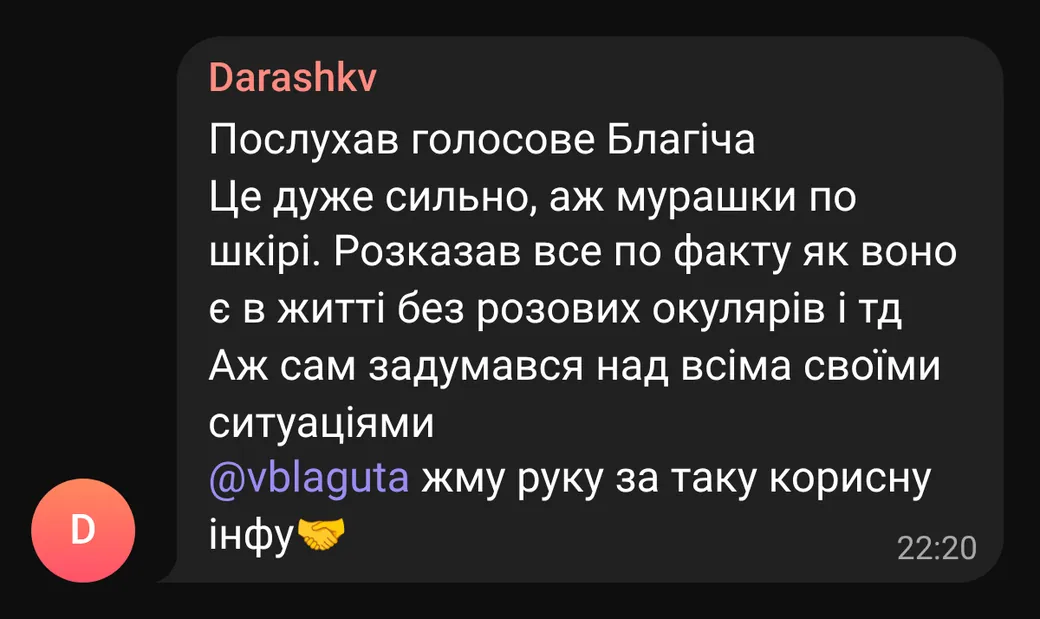 Darashkv
Послухав голосове Благіча
Це дуже сильно, аж мурашки по
шкірі. Розказав все по факту як воно
є в житті без розових окулярів і тд
Аж сам задумався над всіма своїми
ситуаціями
@vblaguta жму руку за таку корисну
інфу🤝
22:20
D